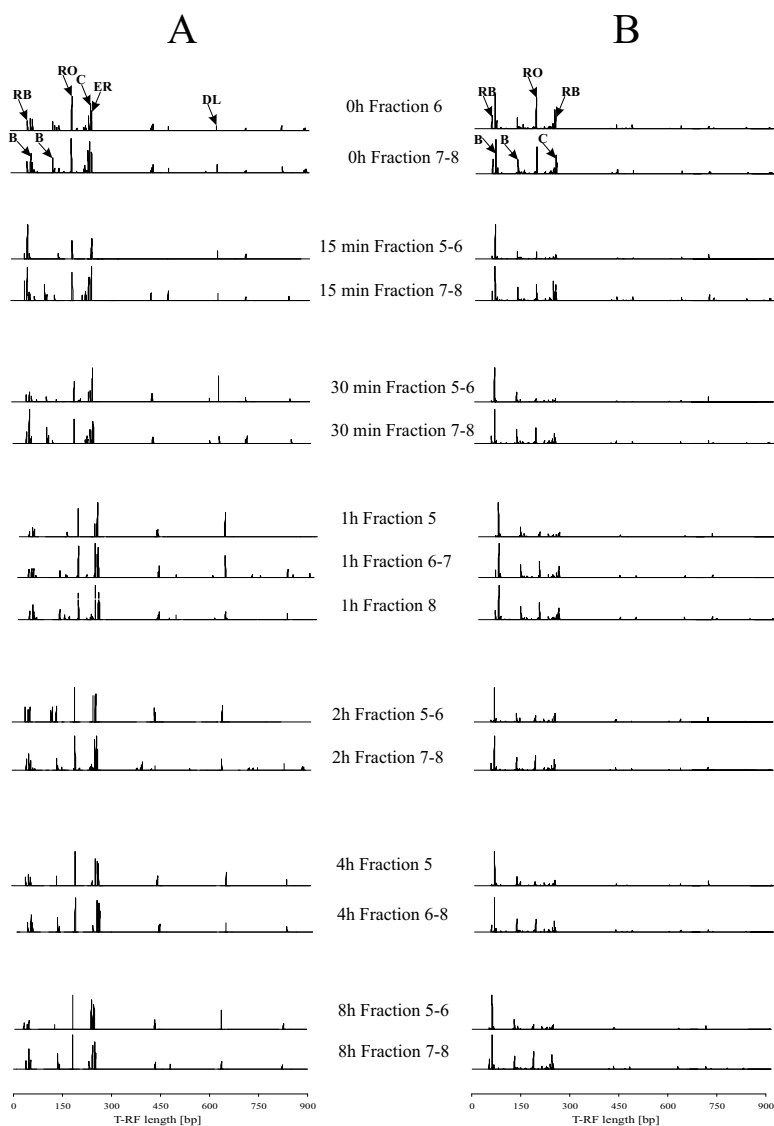 A
B
RB
RO
C
ER
DL
0h Fraction 6
RB
RO
RB
B
B
0h Fraction 7-8
B
B
C
15 min Fraction 5-6
15 min Fraction 7-8
30 min Fraction 5-6
30 min Fraction 7-8
1h Fraction 5
1h Fraction 6-7
1h Fraction 8
2h Fraction 5-6
2h Fraction 7-8
4h Fraction 5
4h Fraction 6-8
8h Fraction 5-6
8h Fraction 7-8
0 150 300 450 600 750 900
T-RF length [bp]
0 150 300 450 600 750 900
T-RF length [bp]